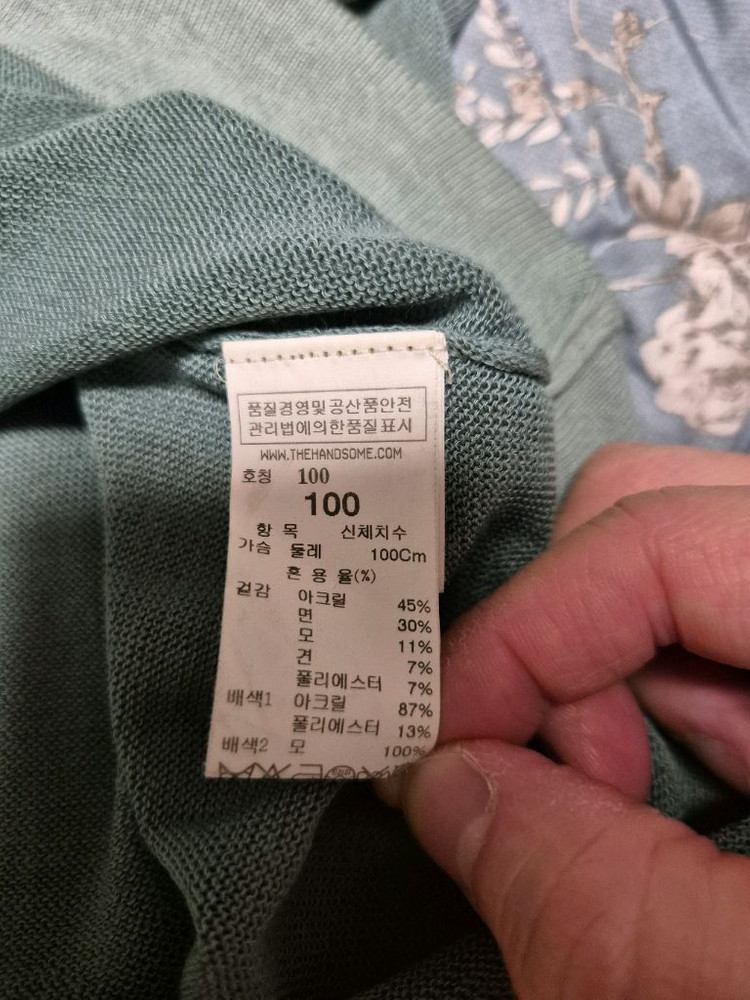 품질경영및공산품안전
관리법에의한품질표시
WWW.THEHANDSOME.COM
호칭 100
100
항 목 신체치수
가슴 둘레 100Cm
혼 용 율(%)
겉감 아크릴 45%
면 30%
모 11%
견 7%
폴리에스터 7%
배색1 아크릴 87%
폴리에스터 13%
배색2 모 100%